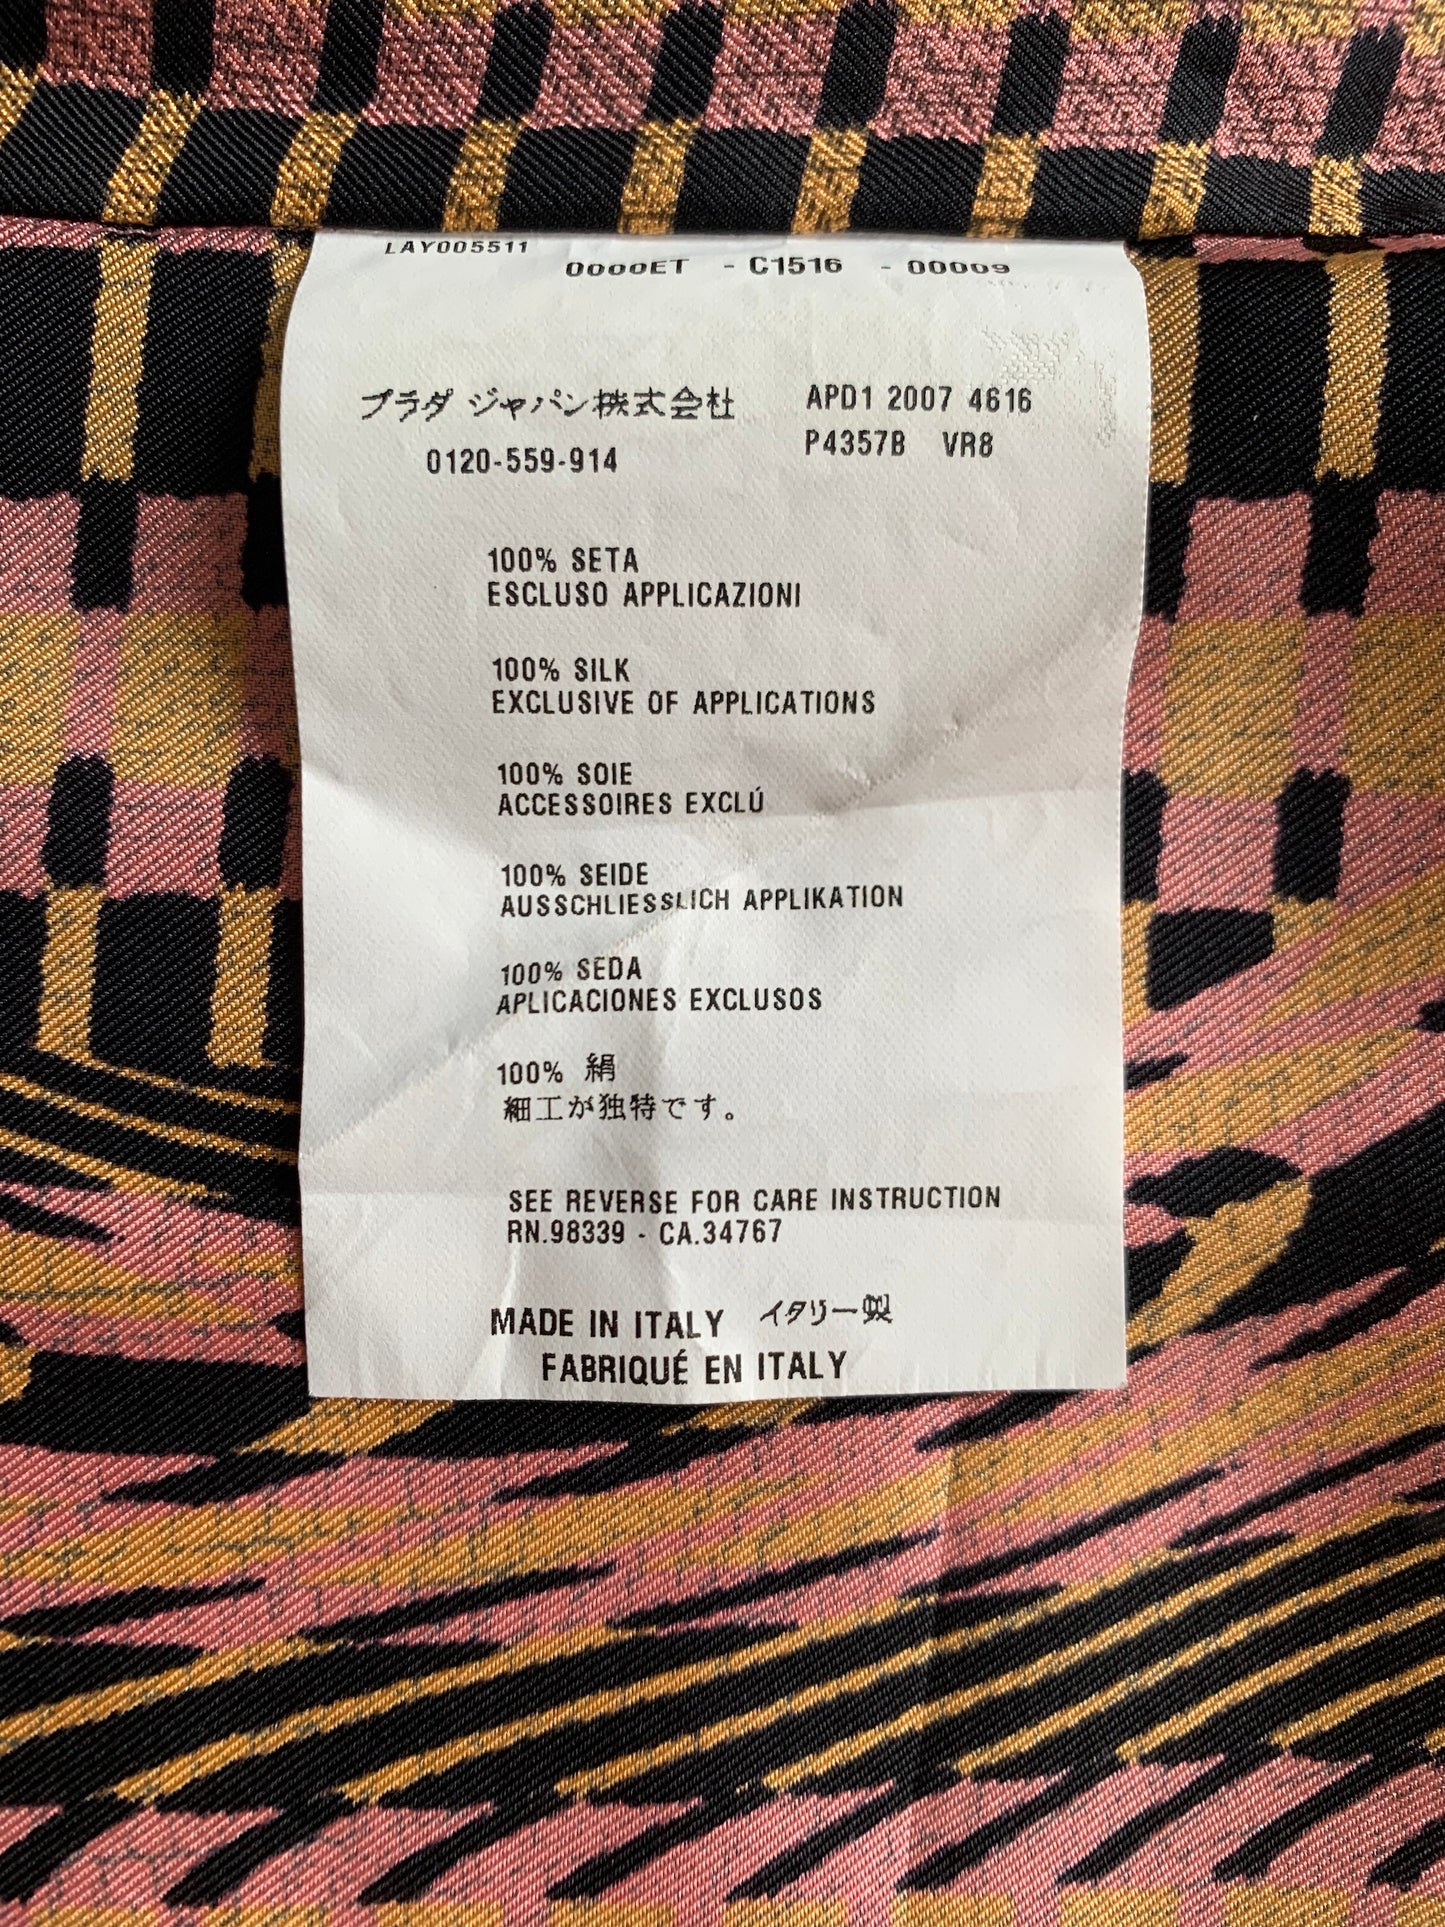 LAY005511
0000ET - C1516 - 00009
プラダ ジャパン株式会社
0120-559-914
APD1 2007 4616
P4357B VR8
100% SETA
ESCLUSO APPLICAZIONI
100% SILK
EXCLUSIVE OF APPLICATIONS
100% SOIE
ACCESSOIRES EXCLÚ
100% SEIDE
AUSSCHLIESSLICH APPLIKATION
100% SEDA
APLICACIONES EXCLUSOS
100% 絹
細工が独特です。
SEE REVERSE FOR CARE INSTRUCTION
RN.98339 - CA.34767
MADE IN ITALY イタリー製
FABRIQUÉ EN ITALY